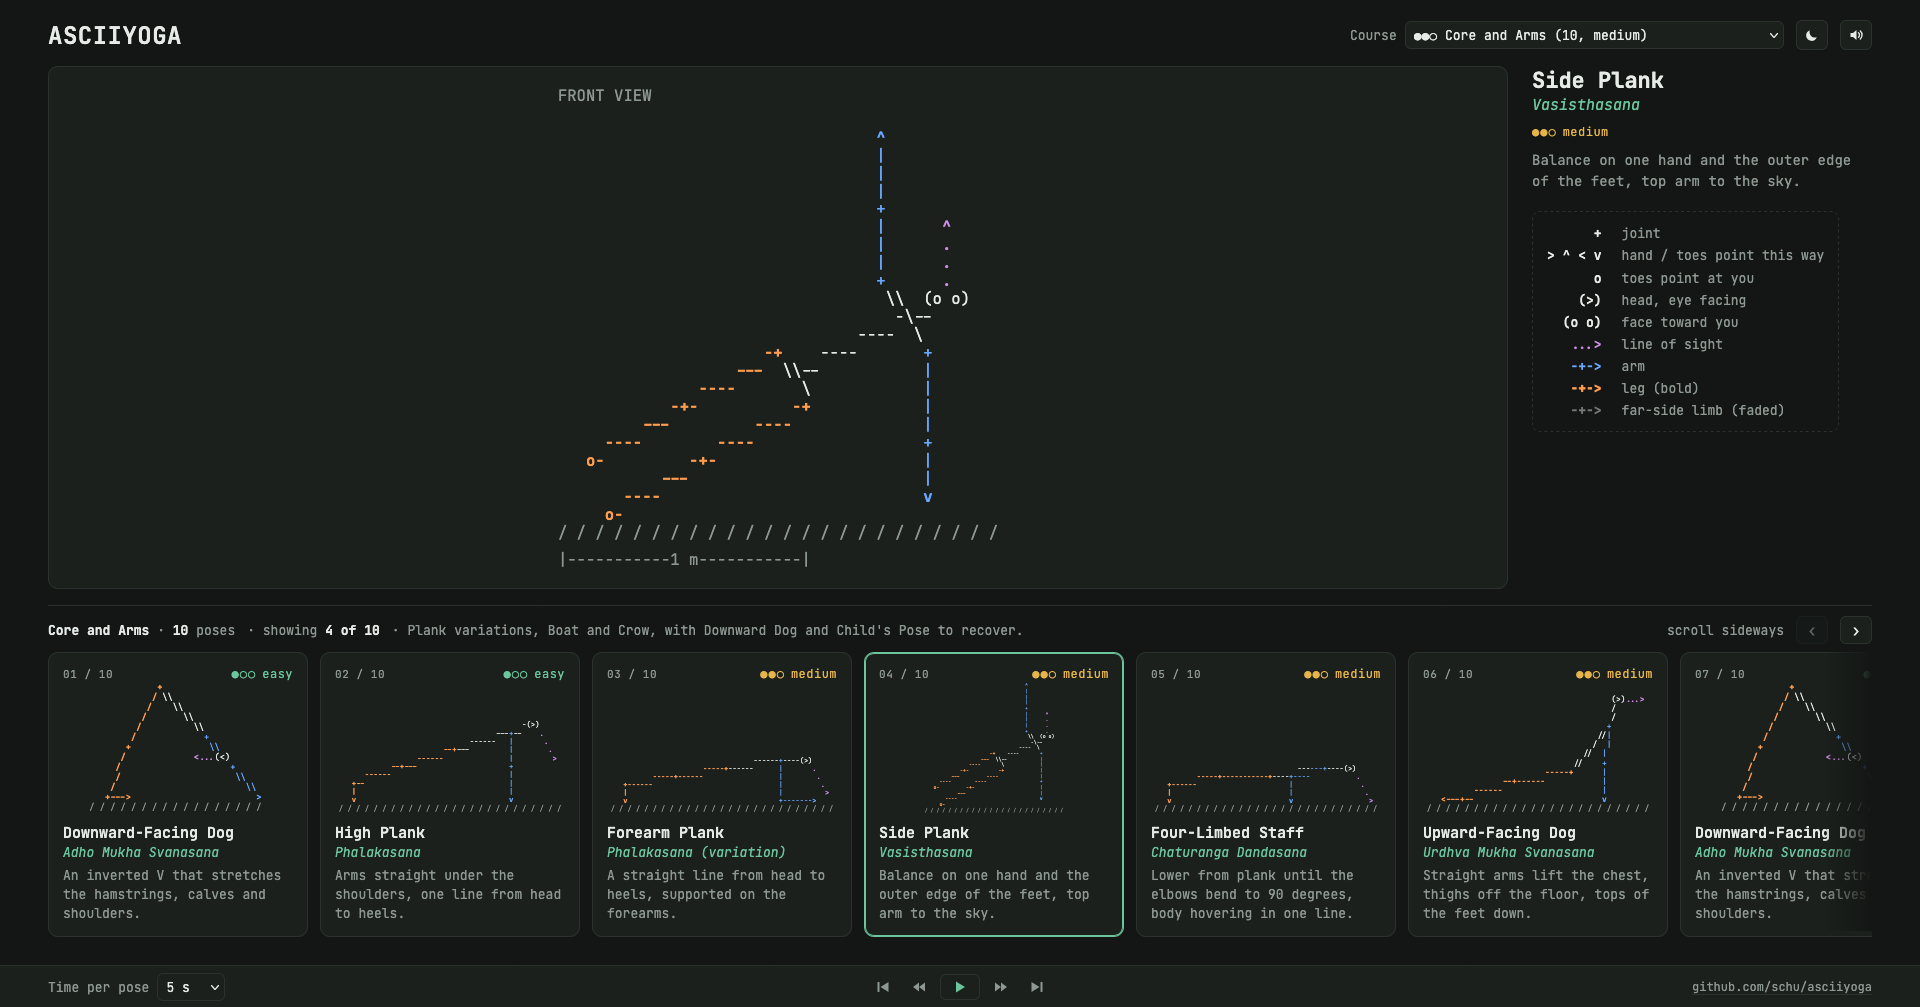 ASCIIYOGA
Course ●●○ Core and Arms (10, medium)
FRONT VIEW
(o o)
|-----------1 m-----------|
Side Plank
Vasisthasana
●●○ medium
Balance on one hand and the outer edge
of the feet, top arm to the sky.
+ joint
> ^ < v hand / toes point this way
o toes point at you
(>) head, eye facing
(o o) face toward you
...> line of sight
-+-> arm
-+-> leg (bold)
-+-> far-side limb (faded)
Core and Arms · 10 poses · showing 4 of 10 · Plank variations, Boat and Crow, with Downward Dog and Child's Pose to recover.
scroll sideways
01 / 10 ●○○ easy
Downward-Facing Dog
Adho Mukha Svanasana
An inverted V that stretches
the hamstrings, calves and
shoulders.
02 / 10 ●○○ easy
High Plank
Phalakasana
Arms straight under the
shoulders, one line from head
to heels.
03 / 10 ●●○ medium
Forearm Plank
Phalakasana (variation)
A straight line from head to
heels, supported on the
forearms.
04 / 10 ●●○ medium
Side Plank
Vasisthasana
Balance on one hand and the
outer edge of the feet, top
arm to the sky.
05 / 10 ●●○ medium
Four-Limbed Staff
Chaturanga Dandasana
Lower from plank until the
elbows bend to 90 degrees,
body hovering in one line.
06 / 10 ●●○ medium
Upward-Facing Dog
Urdhva Mukha Svanasana
Straight arms lift the chest,
thighs off the floor, tops of
the feet down.
07 / 10
Downward-Facing Dog
Adho Mukha Svanasana
An inverted V that
the hamstrings, calves
shoulders.
Time per pose 5 s
github.com/schu/asciiyoga